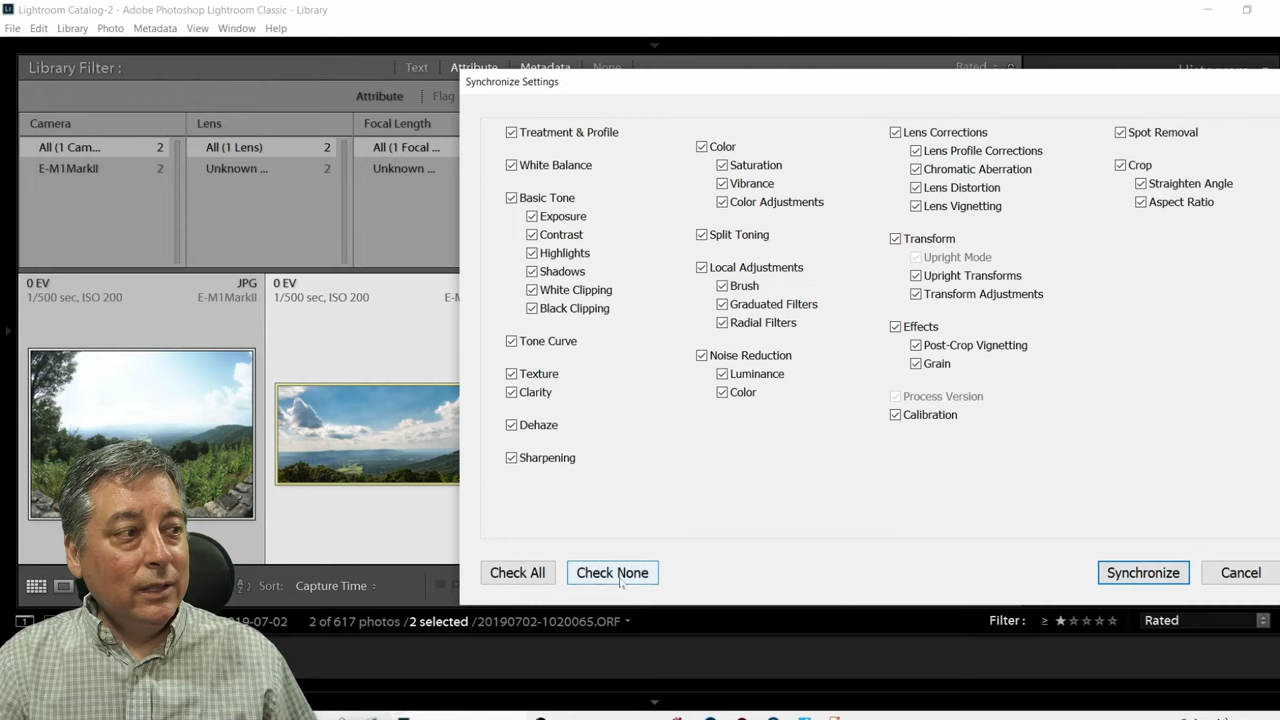 Lightroom Catalog-2 - Adobe Photoshop Lightroom Classic - Library
File Edit Library Photo Metadata View Window Help
Library Filter : Text Attribute Metadata None Rated
Attribute Flag
Camera Lens Focal Length
All (1 Cam... 2 All (1 Lens) 2 All (1 Focal ...
E-M1MarkII 2 Unknown ... 2 Unknown ...
0 EV JPG
1/500 sec, ISO 200 E-M1MarkII
0 EV
1/500 sec, ISO 200
Synchronize Settings
Treatment & Profile
White Balance
Basic Tone
Exposure
Contrast
Highlights
Shadows
White Clipping
Black Clipping
Tone Curve
Texture
Clarity
Dehaze
Sharpening
Color
Saturation
Vibrance
Color Adjustments
Split Toning
Local Adjustments
Brush
Graduated Filters
Radial Filters
Noise Reduction
Luminance
Color
Lens Corrections
Lens Profile Corrections
Chromatic Aberration
Lens Distortion
Lens Vignetting
Transform
Upright Mode
Upright Transforms
Transform Adjustments
Effects
Post-Crop Vignetting
Grain
Process Version
Calibration
Spot Removal
Crop
Straighten Angle
Aspect Ratio
Check All Check None Synchronize Cancel
Sort: Capture Time
1 2019-07-02 2 of 617 photos /2 selected /20190702-1020065.ORF Filter : ≥ ★★★★★ Rated